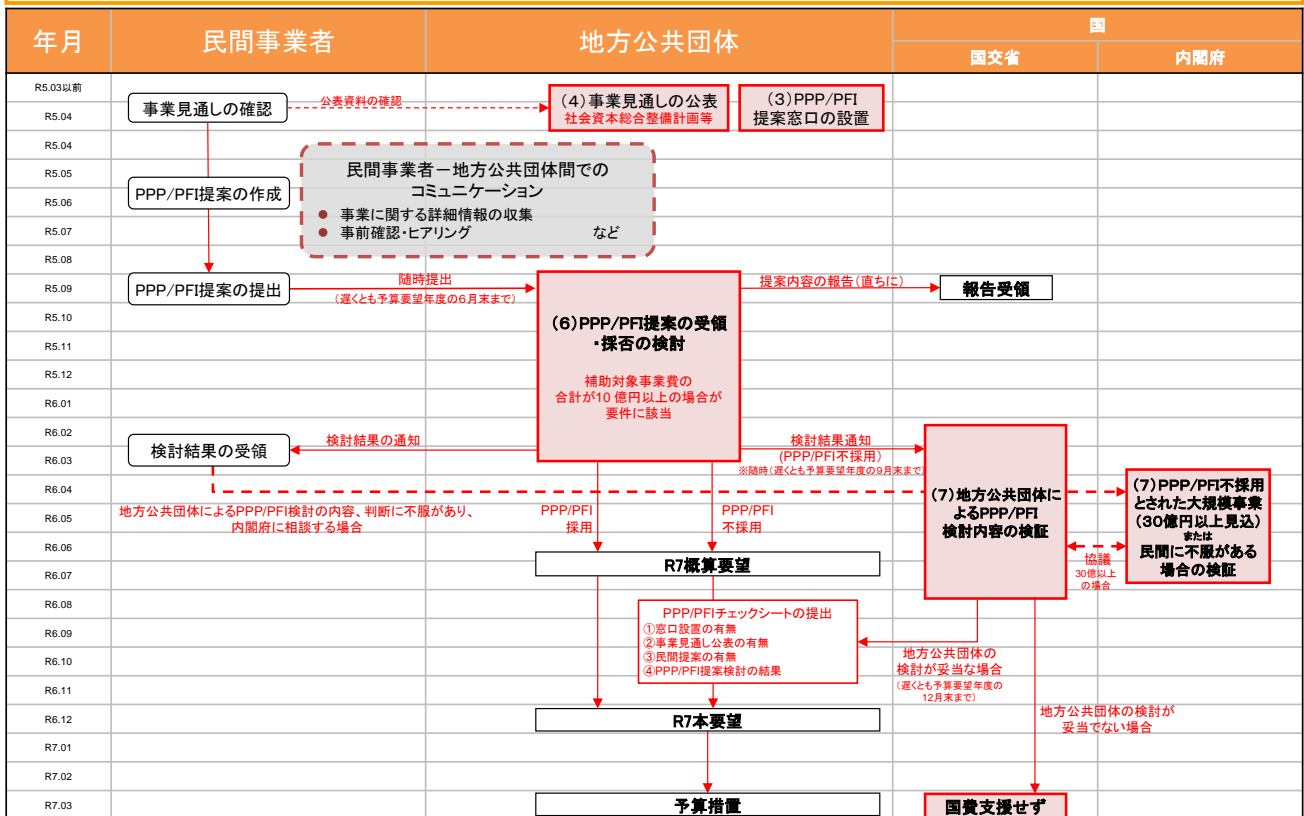 年月
民間事業者
地方公共団体
国
国交省
内閣府
R5.03以前
R5.04
R5.04
R5.05
R5.06
R5.07
R5.08
R5.09
R5.10
R5.11
R5.12
R6.01
R6.02
R6.03
R6.04
R6.05
R6.06
R6.07
R6.08
R6.09
R6.10
R6.11
R6.12
R7.01
R7.02
R7.03
事業見通しの確認
公表資料の確認
(4)事業見通しの公表
社会資本総合整備計画等
(3)PPP/PFI
提案窓口の設置
民間事業者－地方公共団体間での
コミュニケーション
● 事業に関する詳細情報の収集
● 事前確認・ヒアリング など
PPP/PFI提案の作成
PPP/PFI提案の提出
随時提出
(遅くとも予算要望年度の6月末まで)
(6)PPP/PFI提案の受領
・採否の検討
補助対象事業費の
合計が10億円以上の場合が
要件に該当
提案内容の報告(直ちに)
報告受領
検討結果の受領
検討結果の通知
検討結果通知
(PPP/PFI不採用)
※随時(遅くとも予算要望年度の9月末まで)
地方公共団体によるPPP/PFI検討の内容、判断に不服があり、
内閣府に相談する場合
PPP/PFI
採用
PPP/PFI
不採用
(7)地方公共団体に
よるPPP/PFI
検討内容の検証
(7)PPP/PFI不採用
とされた大規模事業
(30億円以上見込)
または
民間に不服がある
場合の検証
協議
30億以上
の場合
R7概算要望
PPP/PFIチェックシートの提出
①窓口設置の有無
②事業見通し公表の有無
③民間提案の有無
④PPP/PFI提案検討の結果
地方公共団体の
検討が妥当な場合
(遅くとも予算要望年度の
12月末まで)
地方公共団体の検討が
妥当でない場合
R7本要望
予算措置
国費支援せず